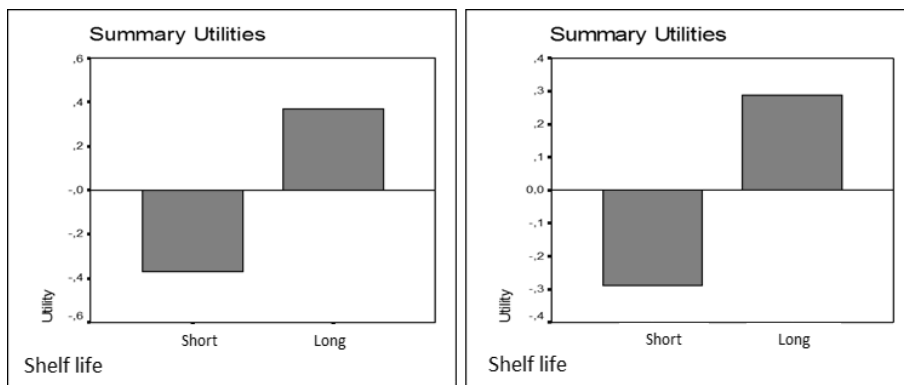 Summary Utilities
,6
,4
,2
-,0
-,2
-,4
-,6
Utility
Short Long
Shelf life
Summary Utilities
,4
,3
,2
,1
0,0
-,1
-,2
-,3
-,4
Utility
Short Long
Shelf life